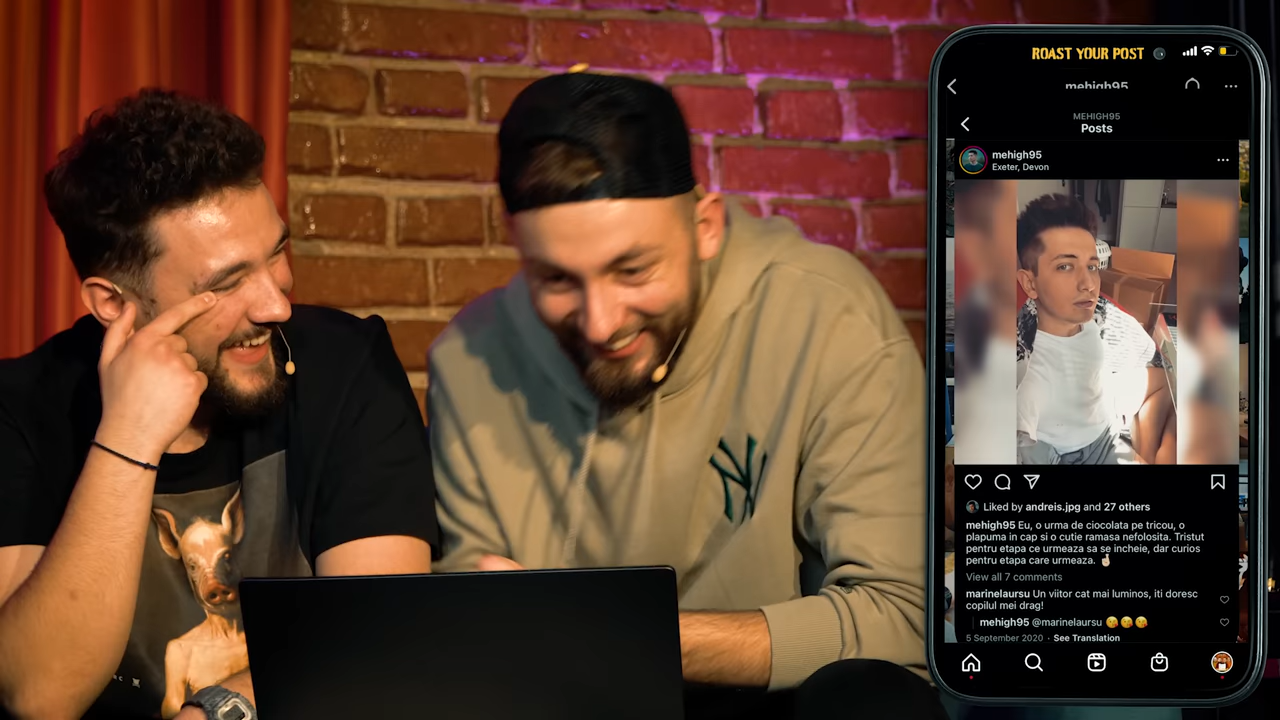 ROAST YOUR POST
mehigh95
MEHIGH95
Posts
mehigh95
Exeter, Devon
NY
Liked by andreis.jpg and 27 others
mehigh95 Eu, o urma de ciocolata pe tricou, o
plapuma in cap si o cutie ramasa nefolosita. Tristut
pentru etapa ce urmeaza sa se incheie, dar curios
pentru etapa care urmeaza.
View all 7 comments
marinelaursu Un viitor cat mai luminos, iti doresc
copilul mei drag!
mehigh95 @marinelaursu 😘😘😘
5 September 2020 · See Translation